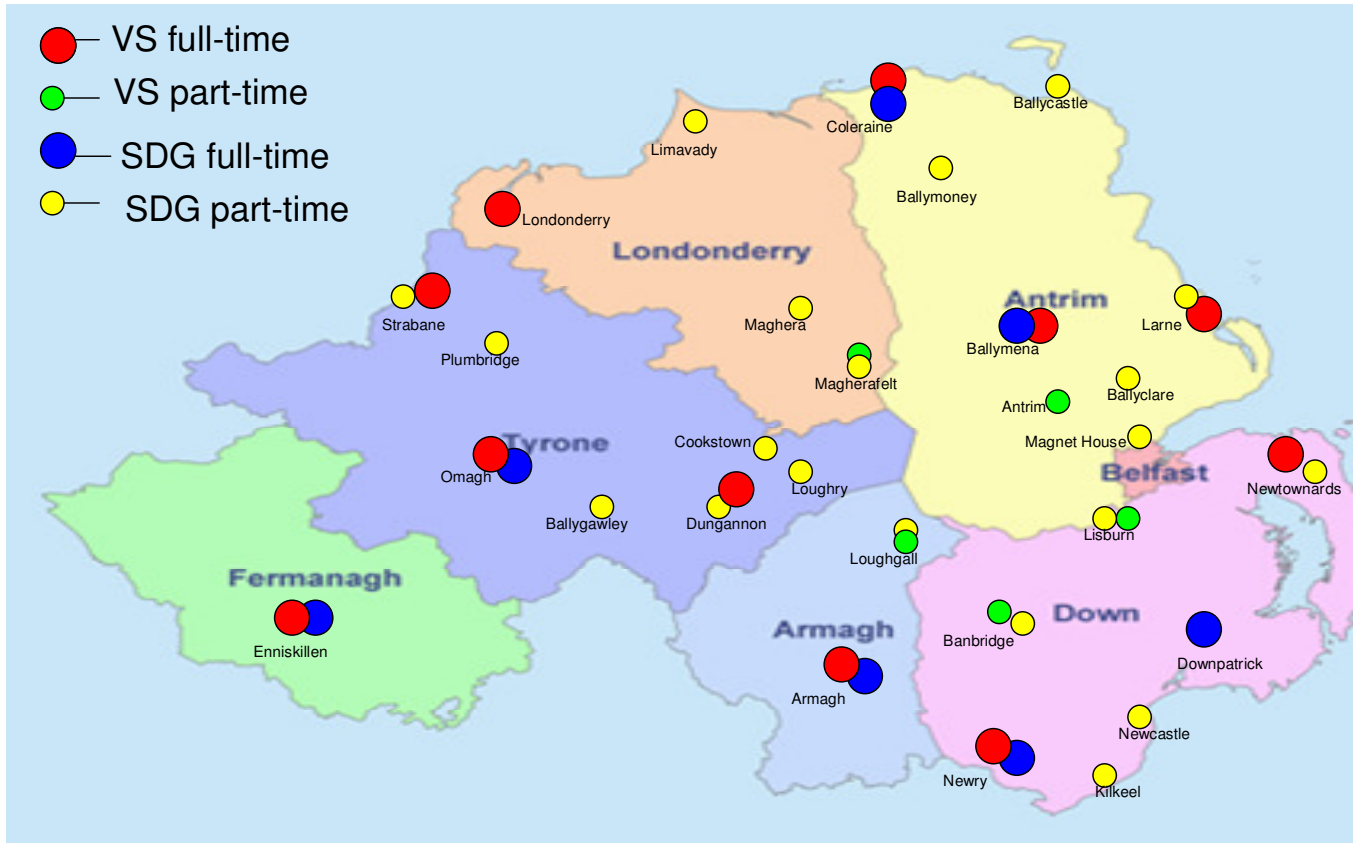 VS full-time
VS part-time
SDG full-time
SDG part-time
Ballycastle
Coleraine
Limavady
Ballymoney
Londonderry
Londonderry
Antrim
Strabane
Maghera
Larne
Plumbridge
Ballymena
Magherafelt
Ballyclare
Antrim
Tyrone
Cookstown
Magnet House
Belfast
Omagh
Loughry
Newtownards
Ballygawley
Dungannon
Lisburn
Loughgall
Fermanagh
Down
Armagh
Banbridge
Enniskillen
Downpatrick
Armagh
Newcastle
Newry
Kilkeel